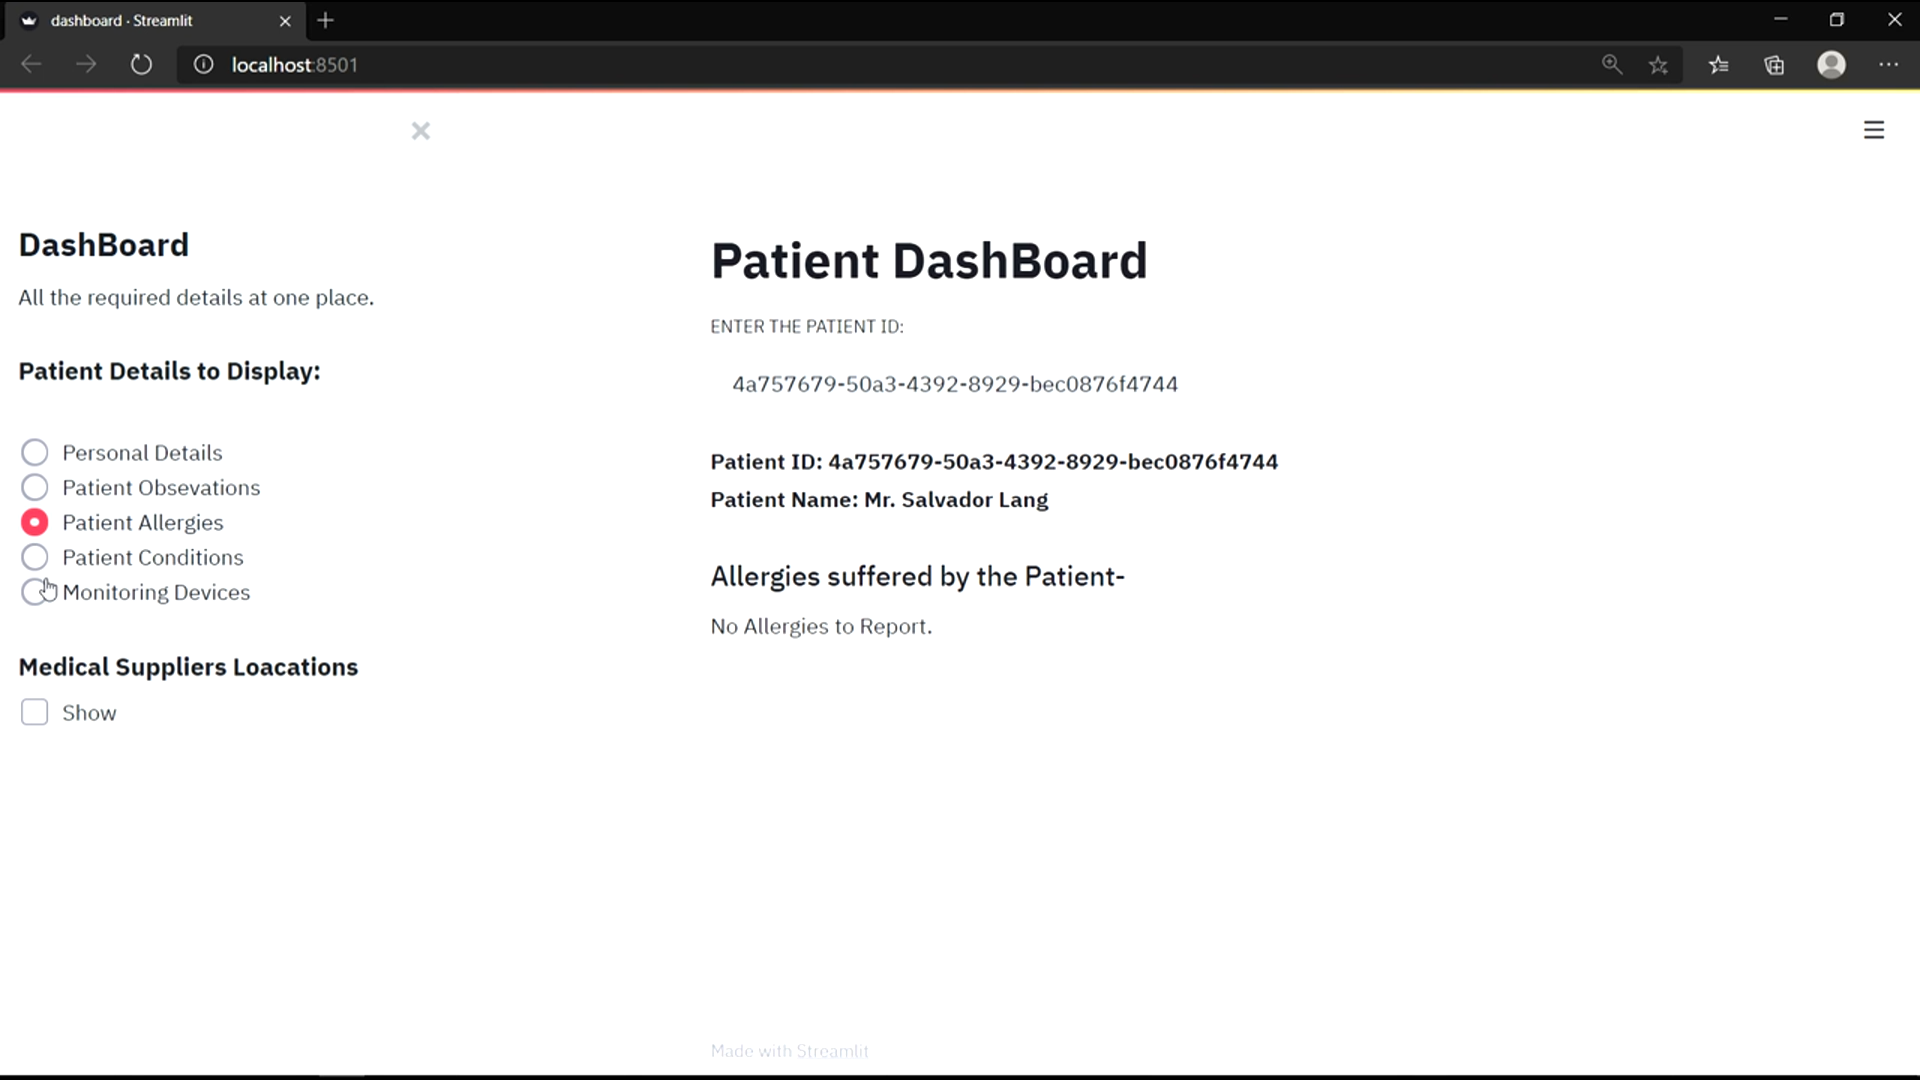 dashboard · Streamlit
localhost:8501
DashBoard
All the required details at one place.
Patient Details to Display:
Personal Details
Patient Obsevations
Patient Allergies
Patient Conditions
Monitoring Devices
Medical Suppliers Loacations
Show
Patient DashBoard
ENTER THE PATIENT ID:
4a757679-50a3-4392-8929-bec0876f4744
Patient ID: 4a757679-50a3-4392-8929-bec0876f4744
Patient Name: Mr. Salvador Lang
Allergies suffered by the Patient-
No Allergies to Report.
Made with Streamlit